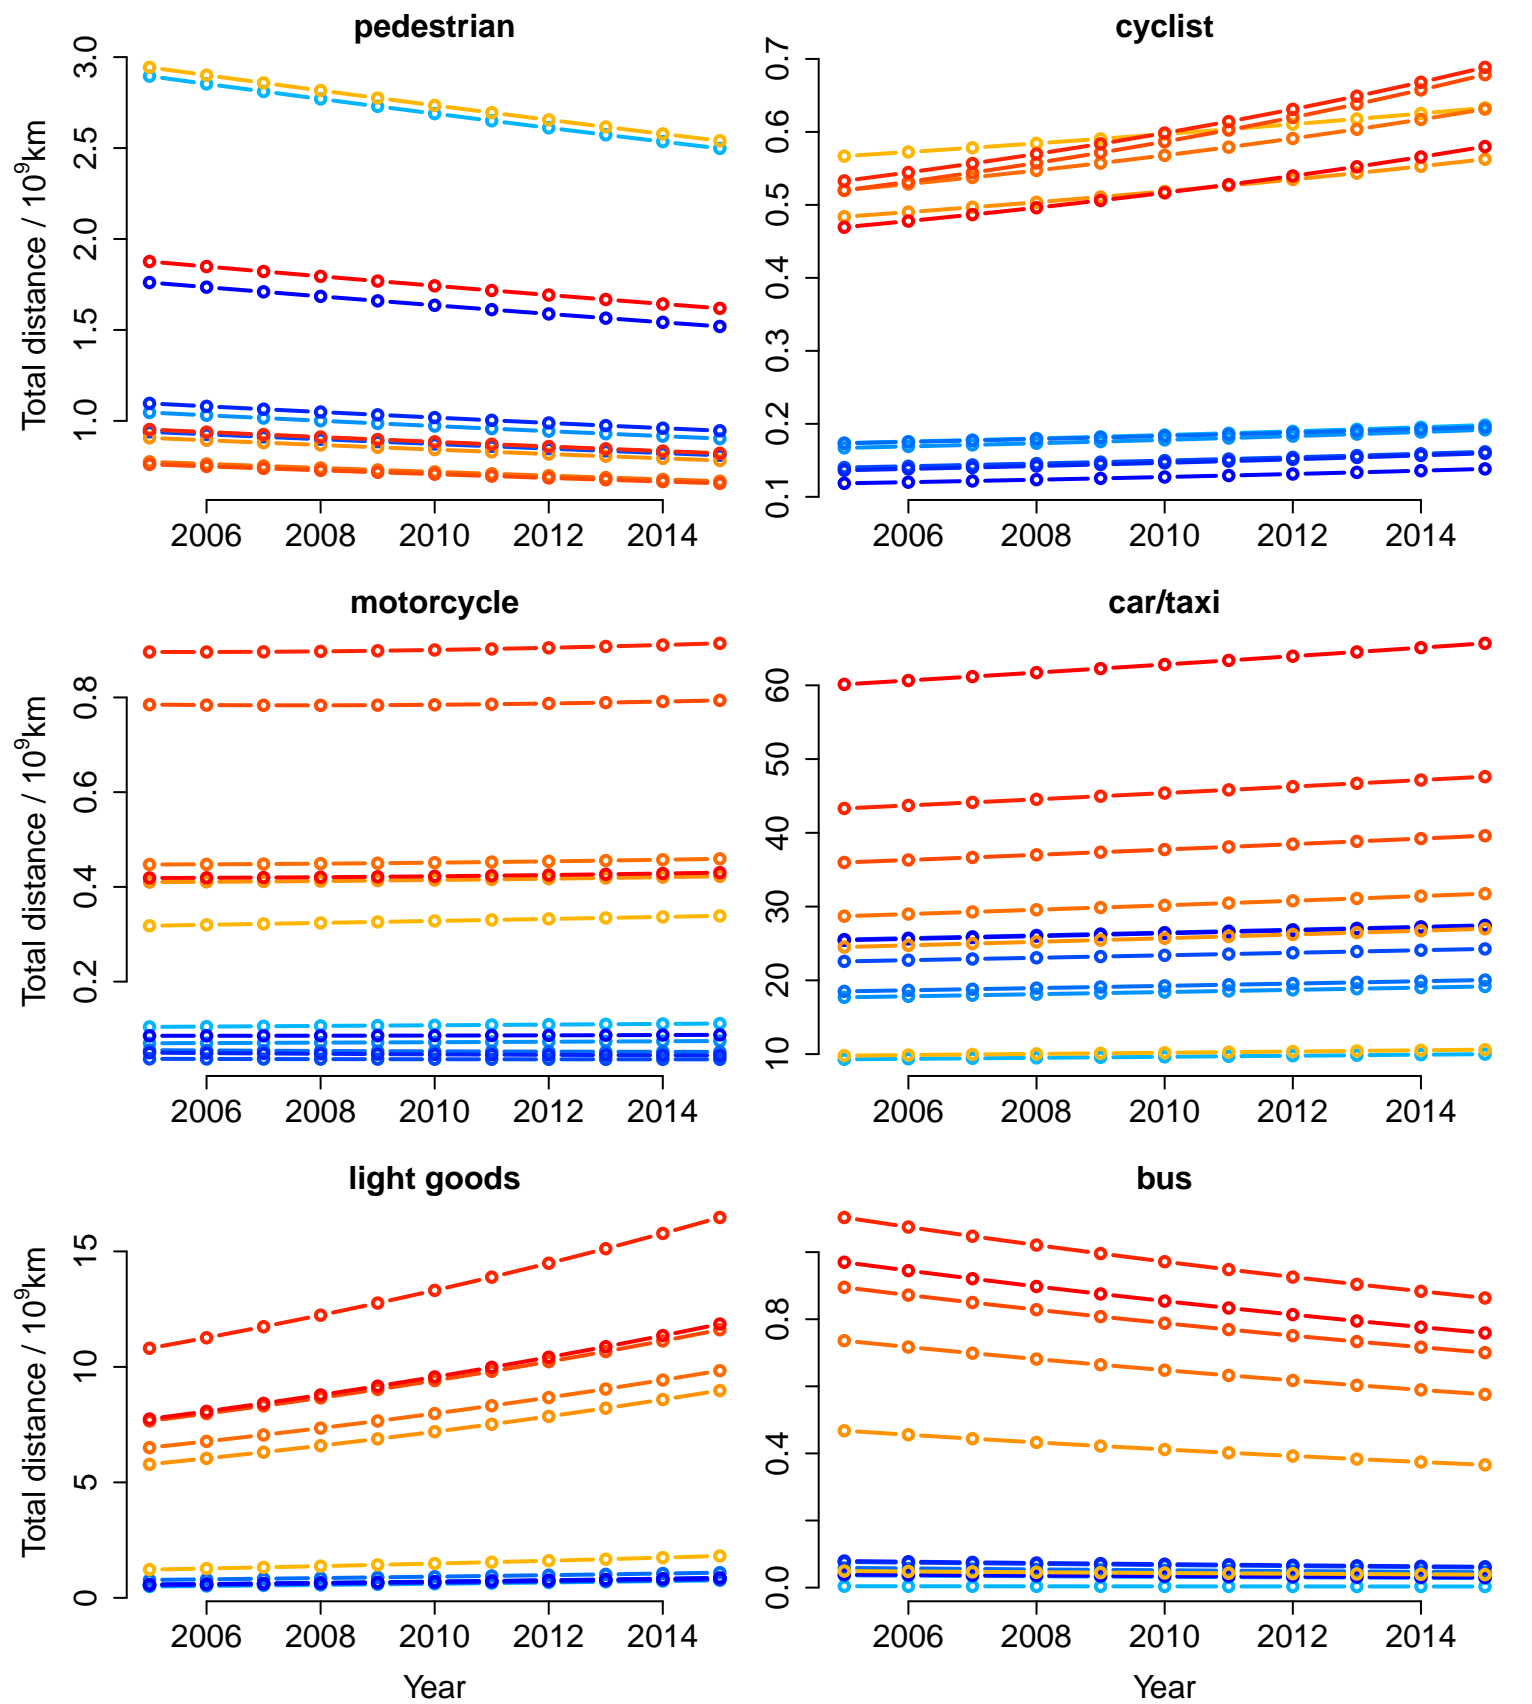 pedestrian
cyclist
Total distance / 10⁹km
3.0
2.5
2.0
1.5
1.0
0.7
0.6
0.5
0.4
0.3
0.2
0.1
2006 2008 2010 2012 2014
2006 2008 2010 2012 2014
motorcycle
car/taxi
Total distance / 10⁹km
0.8
0.6
0.4
0.2
60
50
40
30
20
10
2006 2008 2010 2012 2014
2006 2008 2010 2012 2014
light goods
bus
Total distance / 10⁹km
15
10
5
0
0.8
0.4
0.0
2006 2008 2010 2012 2014
2006 2008 2010 2012 2014
Year
Year